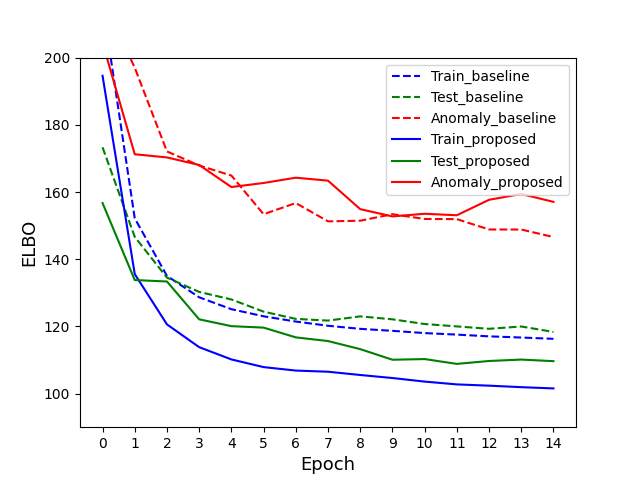 200
180
160
140
120
100
ELBO
Train_baseline
Test_baseline
Anomaly_baseline
Train_proposed
Test_proposed
Anomaly_proposed
0 1 2 3 4 5 6 7 8 9 10 11 12 13 14
Epoch